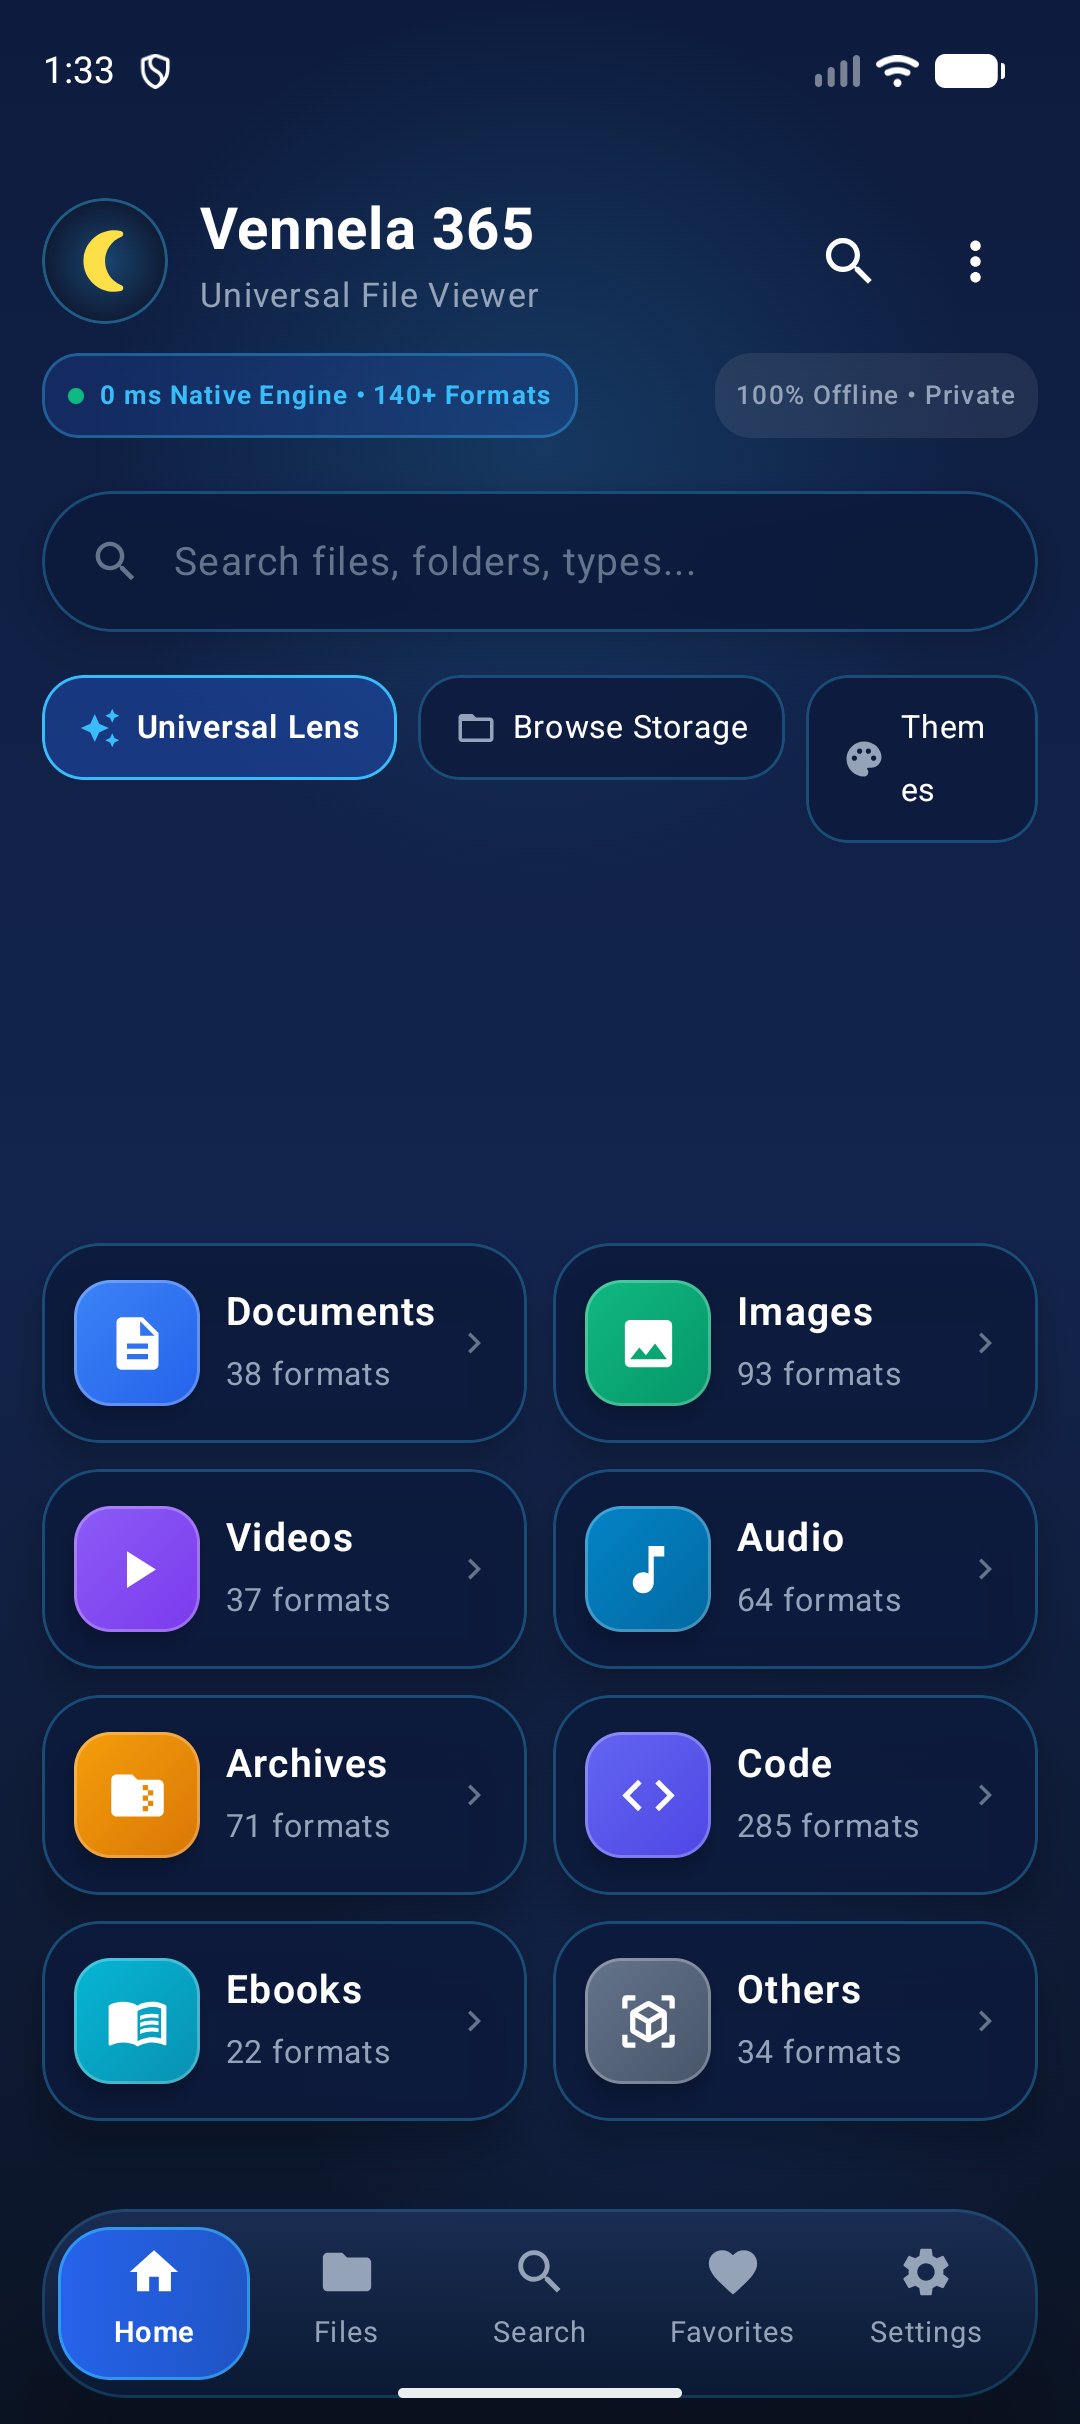 1:33
Vennela 365
Universal File Viewer
0 ms Native Engine • 140+ Formats
100% Offline • Private
Search files, folders, types...
Universal Lens
Browse Storage
Them
es
Documents
38 formats
Images
93 formats
Videos
37 formats
Audio
64 formats
Archives
71 formats
Code
285 formats
Ebooks
22 formats
Others
34 formats
Home
Files
Search
Favorites
Settings